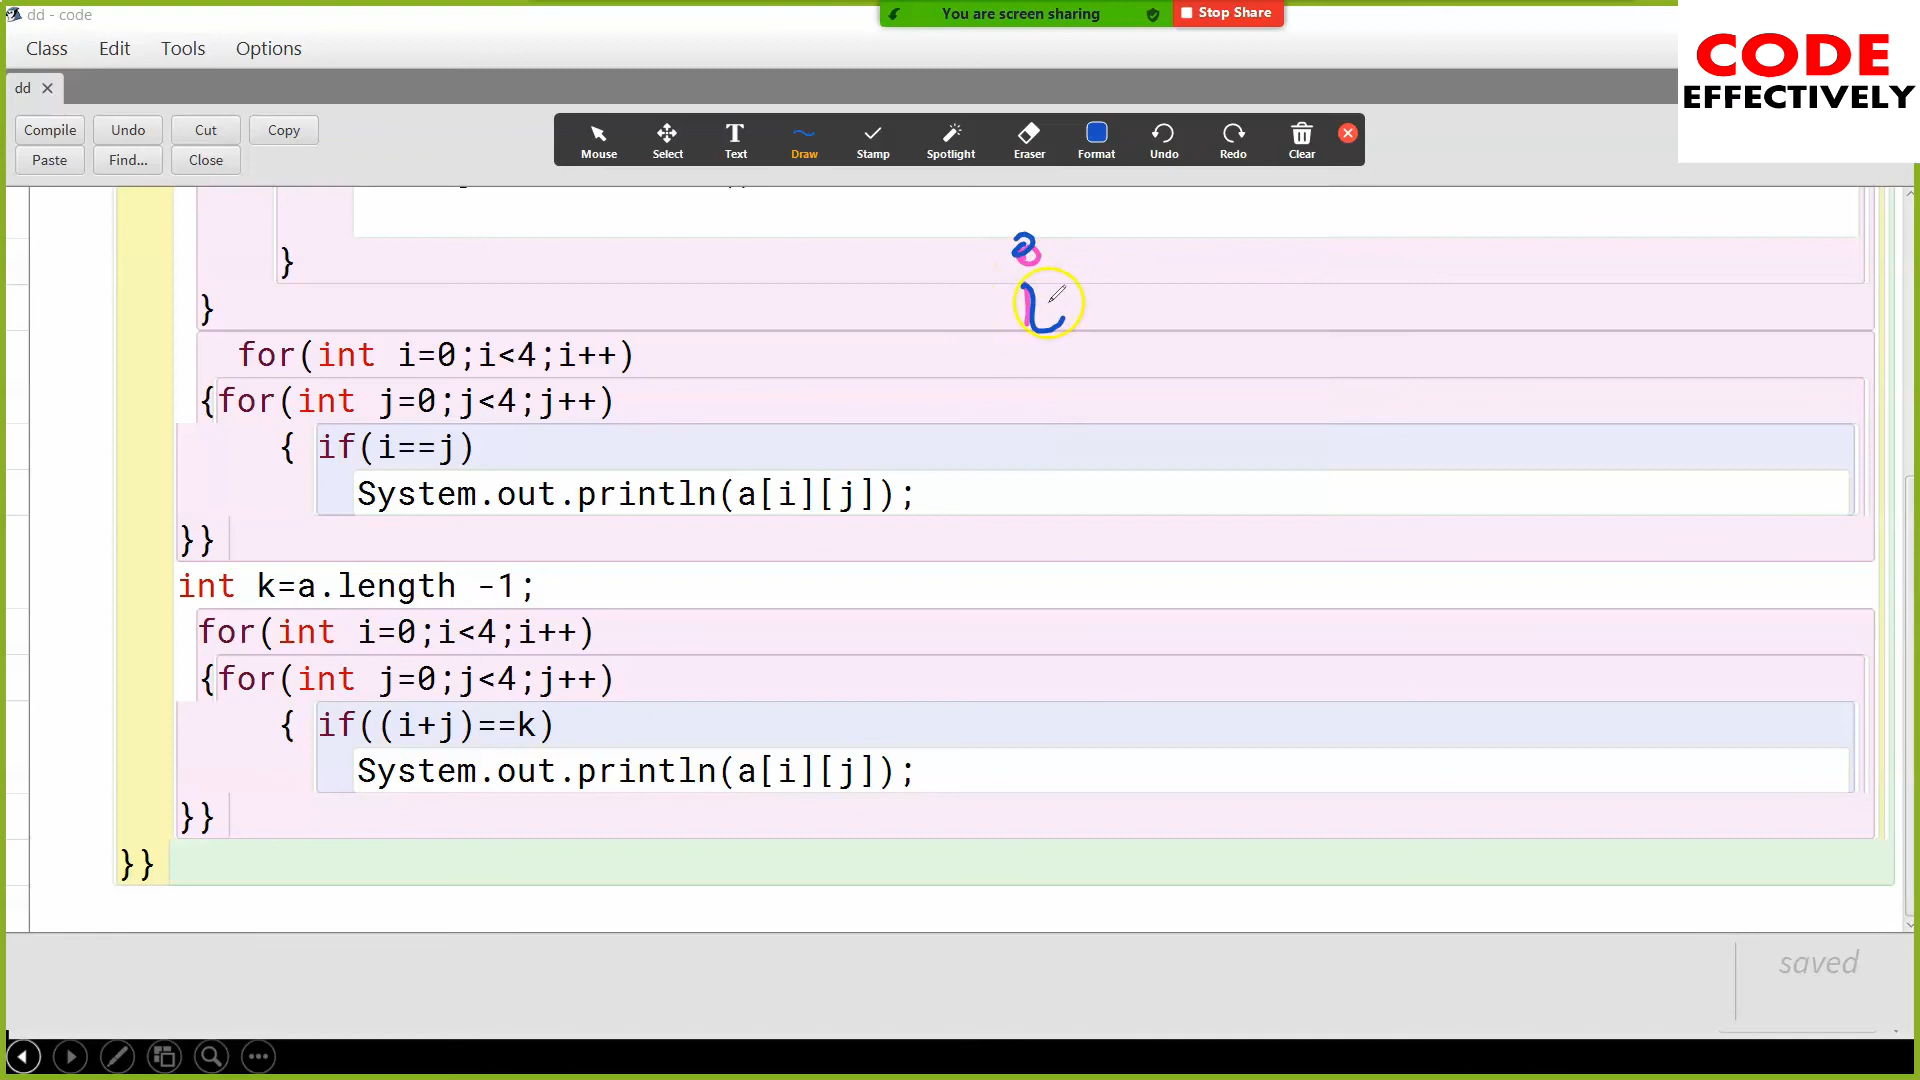 dd - code
You are screen sharing
Stop Share
Class Edit Tools Options
CODE
EFFECTIVELY
dd
Compile Undo Cut Copy
Paste Find... Close
Mouse Select Text Draw Stamp Spotlight Eraser Format Undo Redo Clear
}
}
for(int i=0;i<4;i++)
{for(int j=0;j<4;j++)
{ if(i==j)
System.out.println(a[i][j]);
}}
int k=a.length -1;
for(int i=0;i<4;i++)
{for(int j=0;j<4;j++)
{ if((i+j)==k)
System.out.println(a[i][j]);
}}
}}
saved